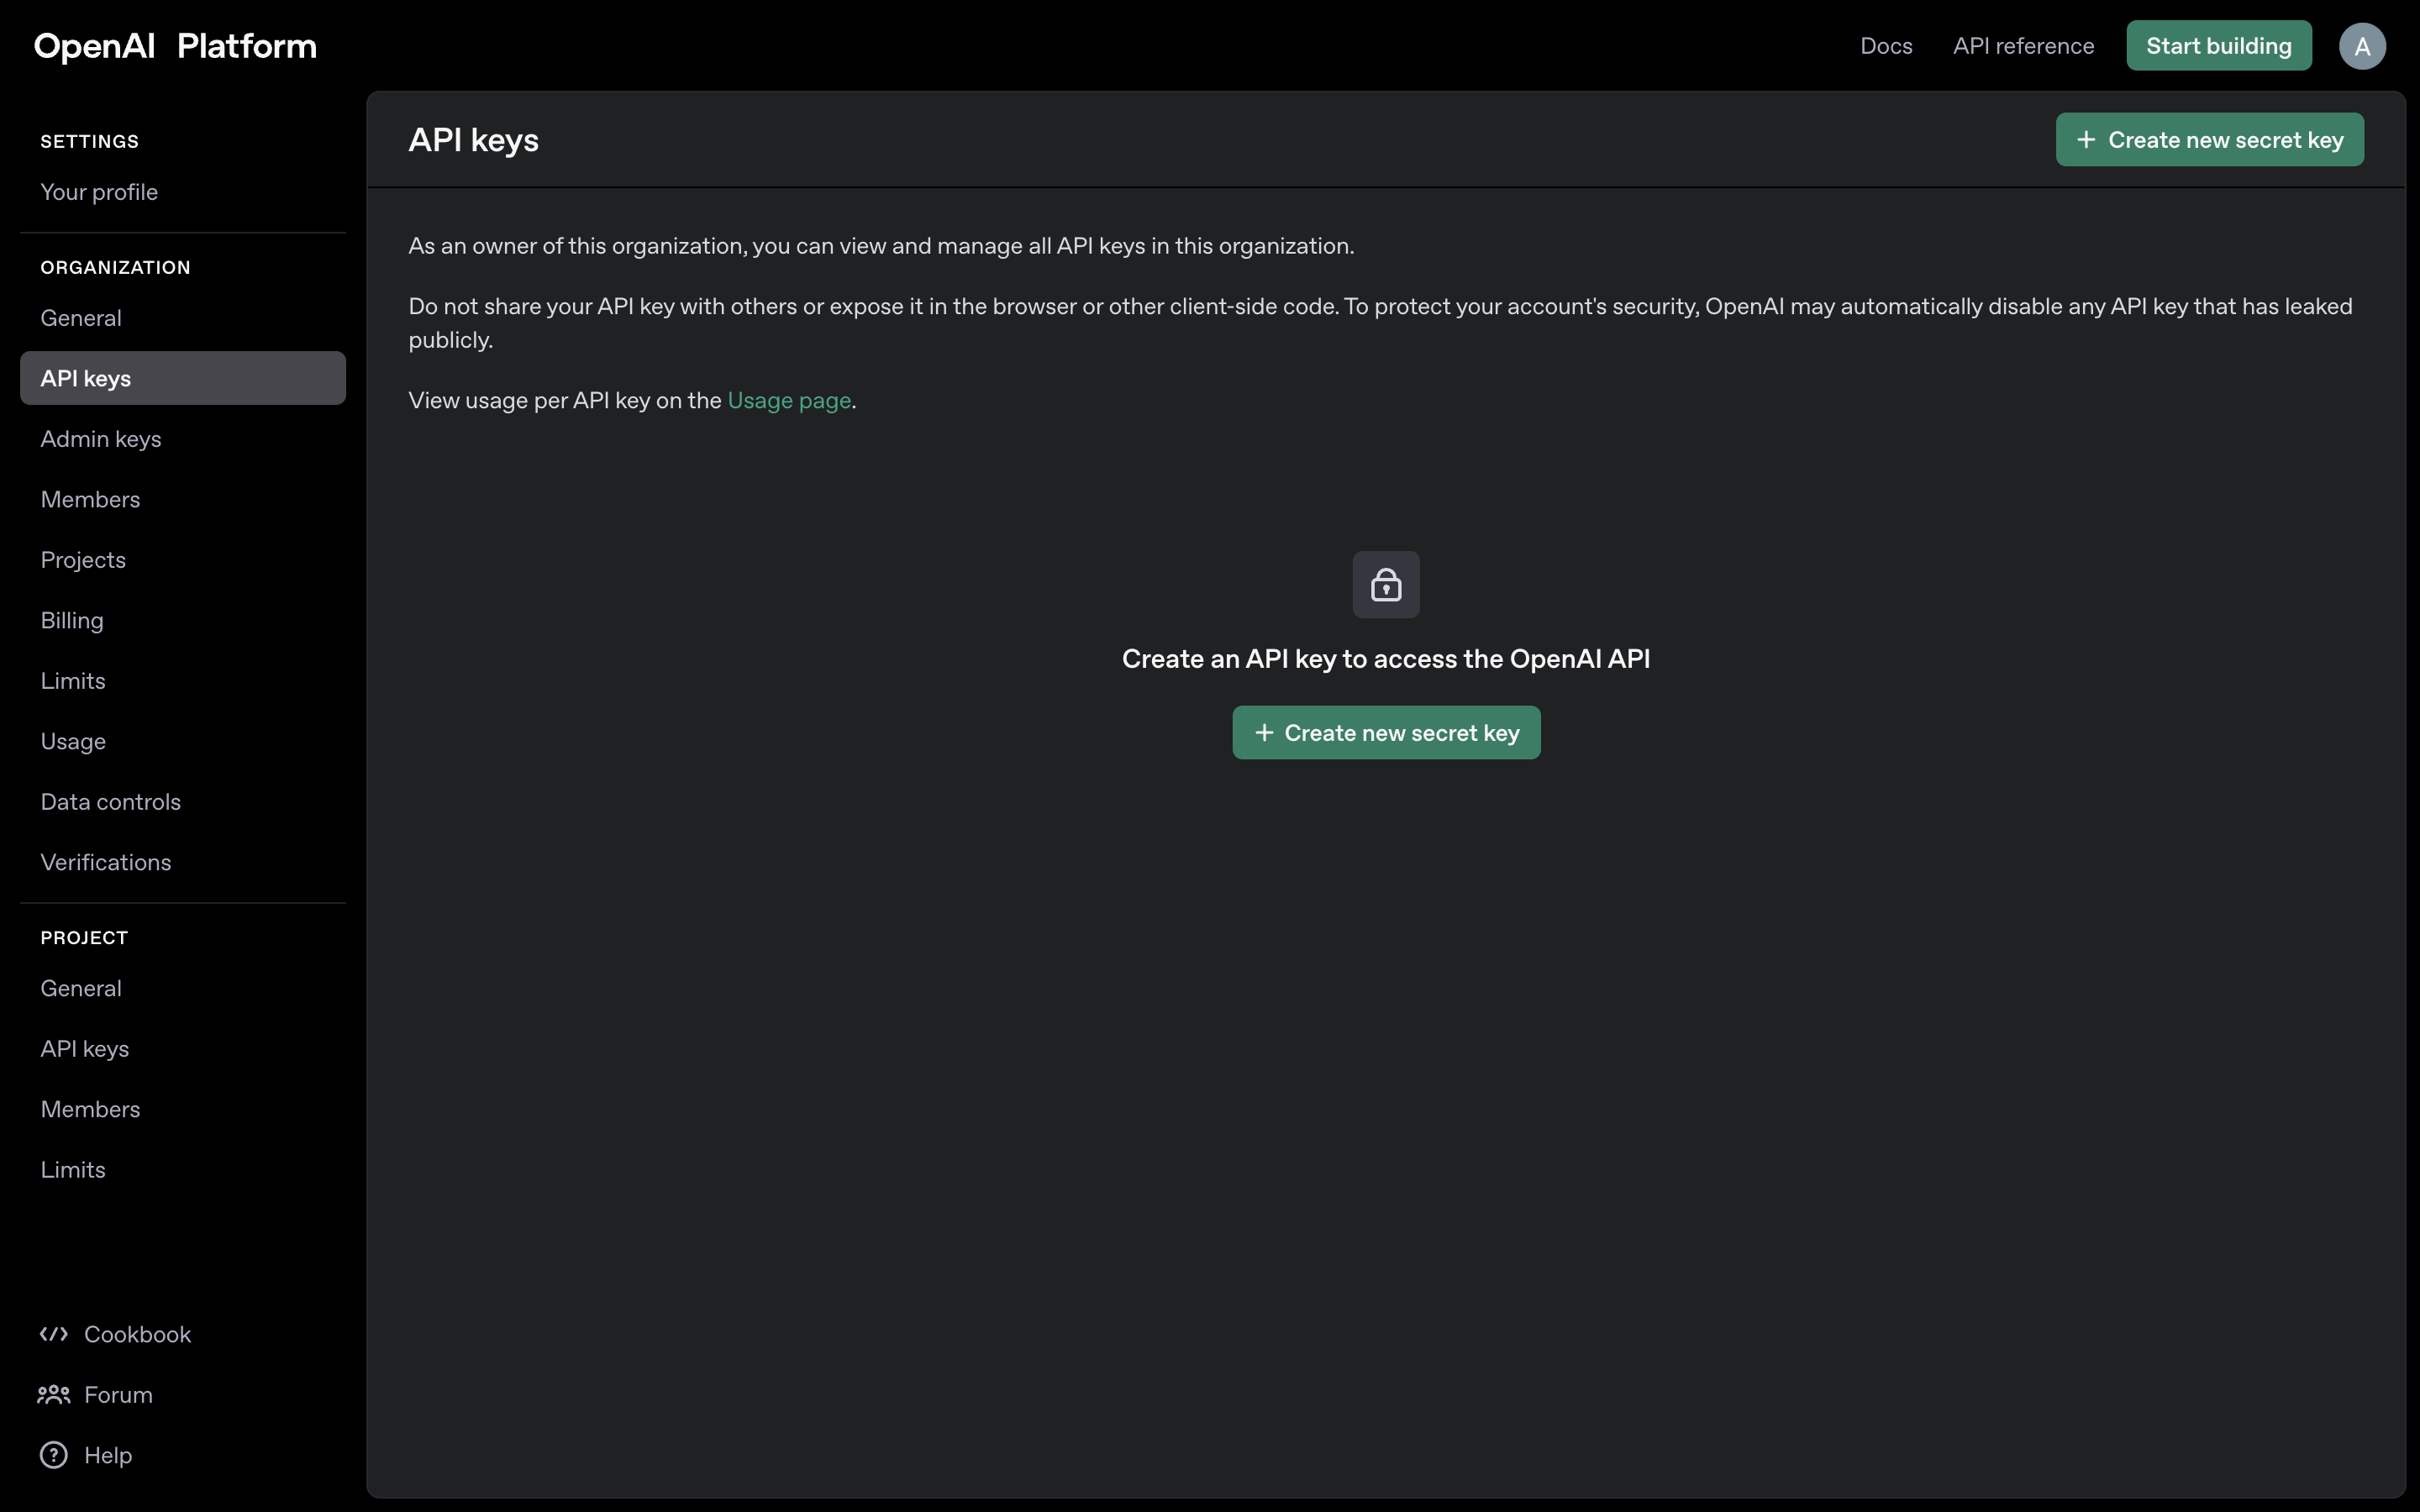 OpenAI Platform
Docs
API reference
Start building
A
SETTINGS
Your profile
ORGANIZATION
General
API keys
Admin keys
Members
Projects
Billing
Limits
Usage
Data controls
Verifications
PROJECT
General
API keys
Members
Limits
Cookbook
Forum
Help
API keys
+ Create new secret key
As an owner of this organization, you can view and manage all API keys in this organization.
Do not share your API key with others or expose it in the browser or other client-side code. To protect your account's security, OpenAI may automatically disable any API key that has leaked
publicly.
View usage per API key on the Usage page.
Create an API key to access the OpenAI API
+ Create new secret key